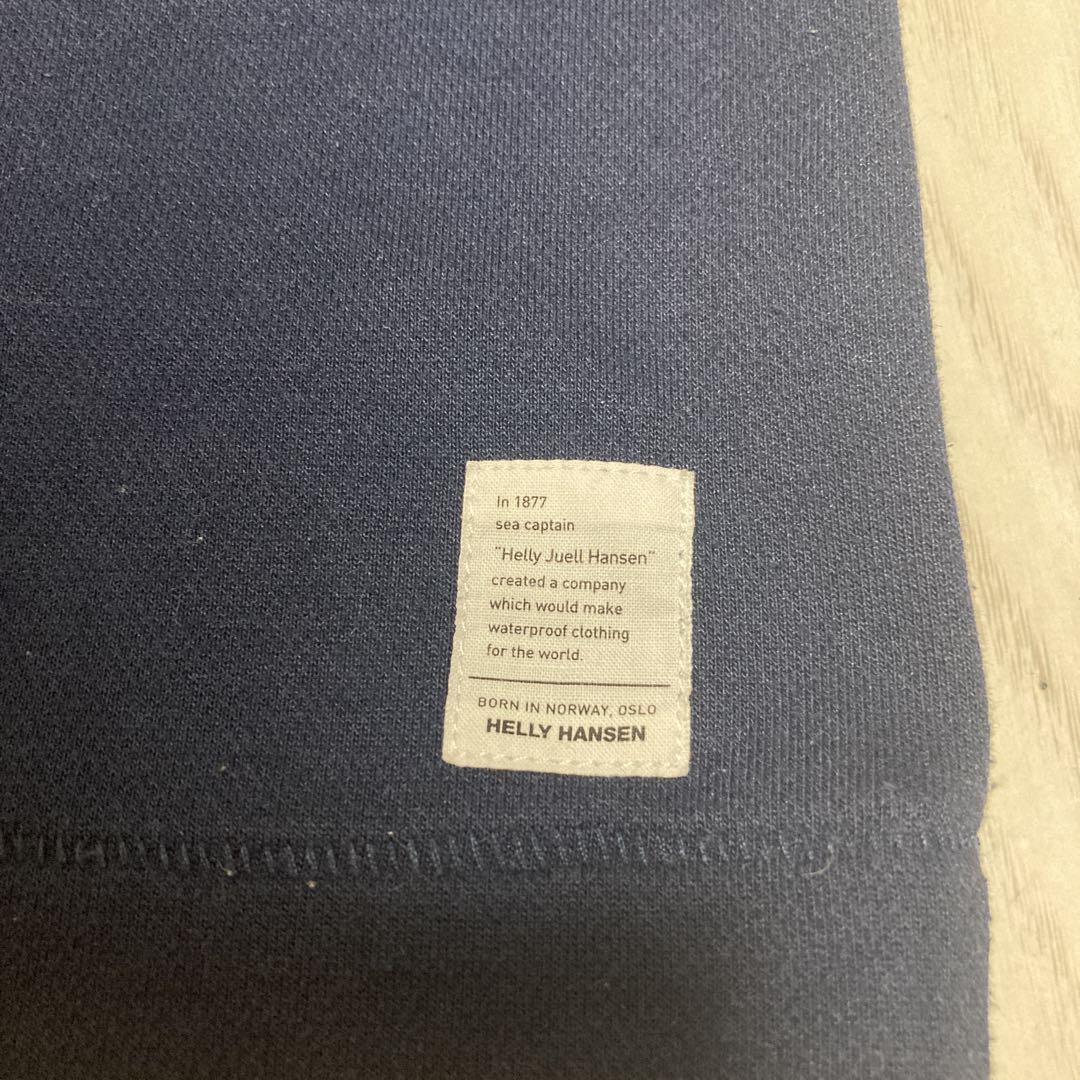 In 1877
sea captain
"Helly Juell Hansen"
created a company
which would make
waterproof clothing
for the world.
BORN IN NORWAY, OSLO
HELLY HANSEN